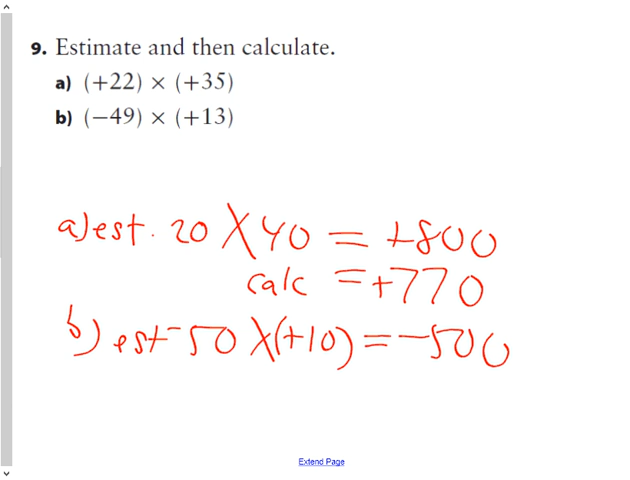 9. Estimate and then calculate.
a) (+22) × (+35)
b) (−49) × (+13)
a) est. 20 X 40 = +800
calc = +770
b) est -50 X (+10) = -500
Extend Page